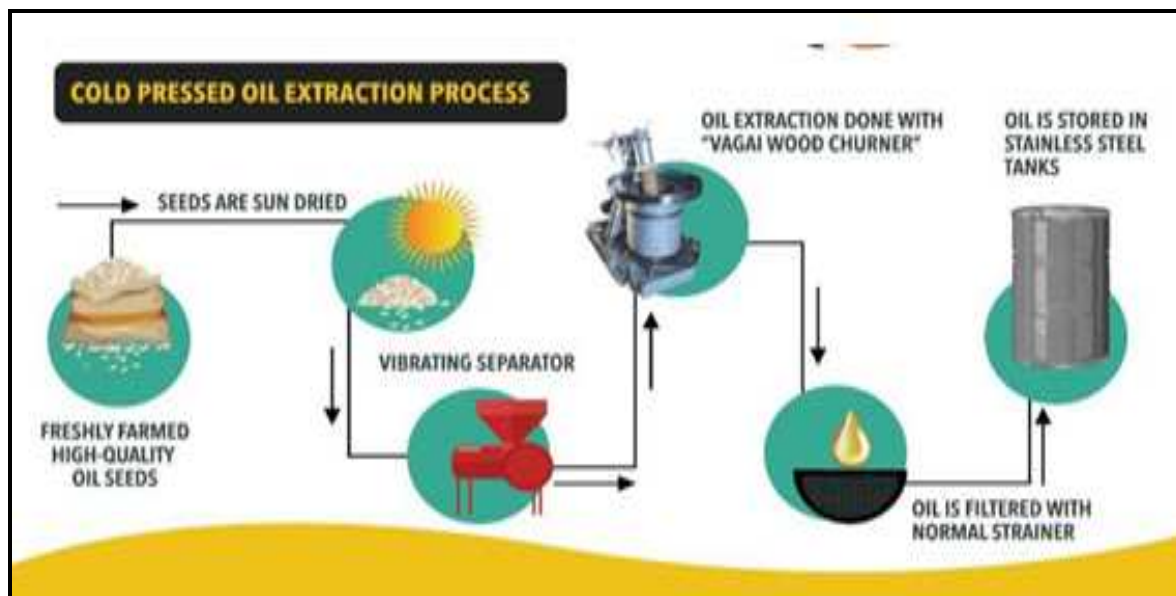 COLD PRESSED OIL EXTRACTION PROCESS
SEEDS ARE SUN DRIED
FRESHLY FARMED
HIGH-QUALITY
OIL SEEDS
VIBRATING SEPARATOR
OIL EXTRACTION DONE WITH
"VAGAI WOOD CHURNER"
OIL IS FILTERED WITH
NORMAL STRAINER
OIL IS STORED IN
STAINLESS STEEL
TANKS